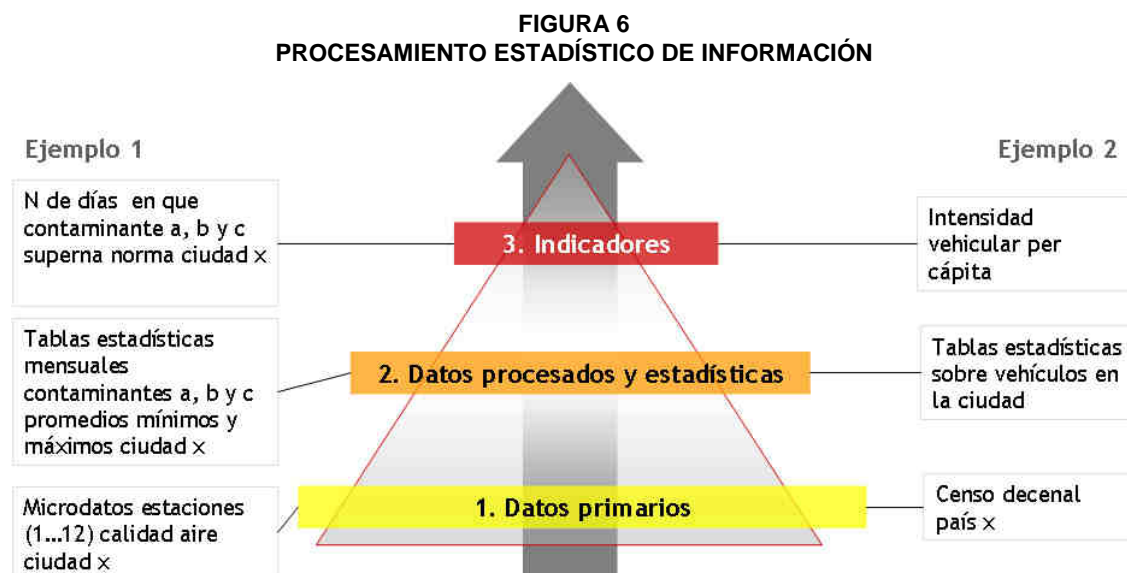 FIGURA 6
PROCESAMIENTO ESTADÍSTICO DE INFORMACIÓN
Ejemplo 1
Ejemplo 2
N de días en que
contaminante a, b y c
superna norma ciudad x
3. Indicadores
Intensidad
vehicular per
cápita
Tablas estadísticas
mensuales
contaminantes a, b y c
promedios mínimos y
máximos ciudad x
2. Datos procesados y estadísticas
Tablas estadísticas
sobre vehículos en
la ciudad
Microdatos estaciones
(1...12) calidad aire
ciudad x
1. Datos primarios
Censo decenal
país x